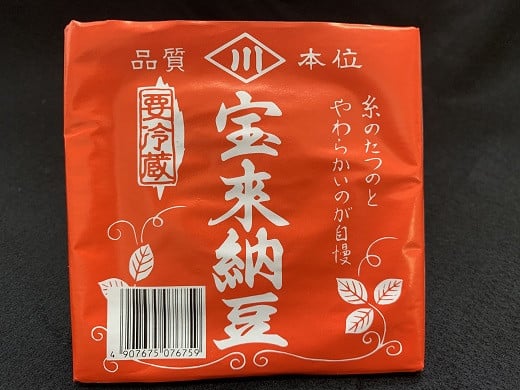 品質 川 本位
糸のたつのと
やわらかいのが自慢
宝来納豆
要冷蔵
4 907675 076759